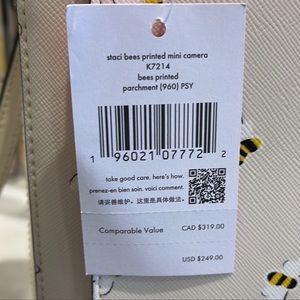 staci bees printed mini camera
K7214
bees printed
parchment (960) PSY
1 96021 07772 2
take good care. here's how.
prenez-en bien soin. voici comment.
请妥善维护。这里是具体做法。
Comparable Value CAD $319.00
USD $249.00